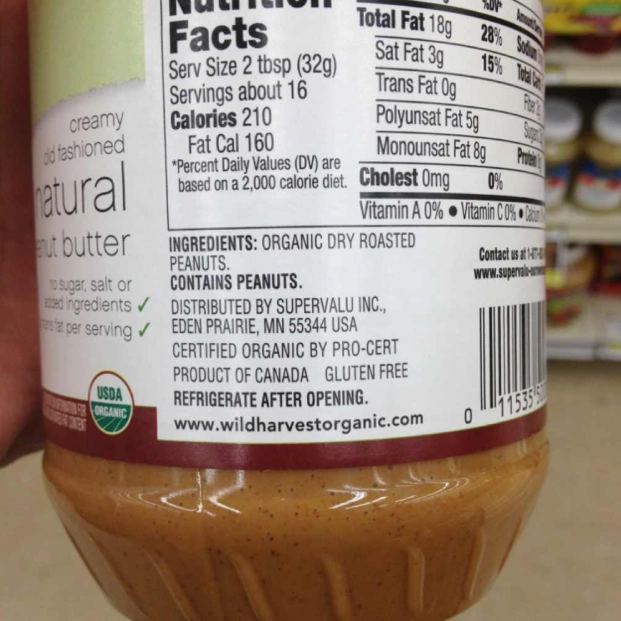 creamy
old fashioned
natural
butter
no sugar, salt or
ingredients ✓
fat per serving ✓
USDA
ORGANIC
Nutrition
Facts
Serv Size 2 tbsp (32g)
Servings about 16
Calories 210
Fat Cal 160
*Percent Daily Values (DV) are
based on a 2,000 calorie diet.
%DV*
Total Fat 18g 28%
Sat Fat 3g 15%
Trans Fat 0g
Polyunsat Fat 5g
Monounsat Fat 8g
Cholest 0mg 0%
Vitamin A 0% • Vitamin C 0% •
INGREDIENTS: ORGANIC DRY ROASTED
PEANUTS.
CONTAINS PEANUTS.
DISTRIBUTED BY SUPERVALU INC.,
EDEN PRAIRIE, MN 55344 USA
CERTIFIED ORGANIC BY PRO-CERT
PRODUCT OF CANADA GLUTEN FREE
REFRIGERATE AFTER OPENING.
www.wildharvestorganic.com
Contact us at
0 11535